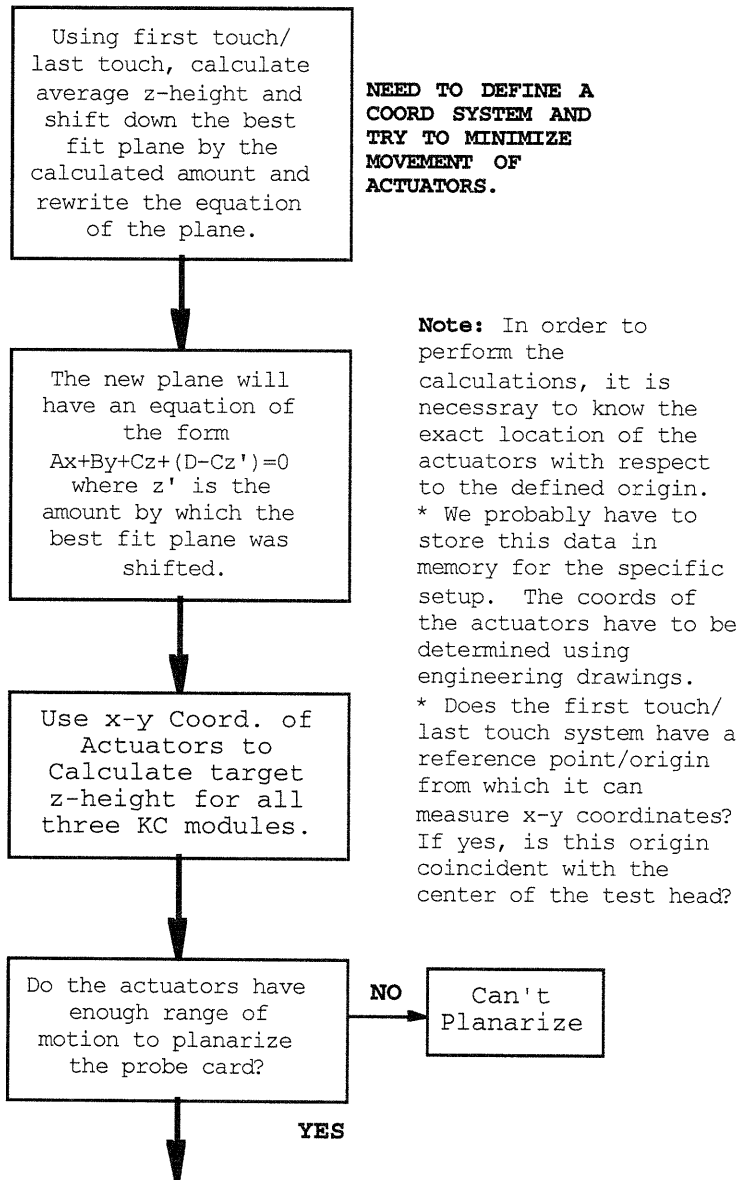 Using first touch/
last touch, calculate
average z-height and
shift down the best
fit plane by the
calculated amount and
rewrite the equation
of the plane.
NEED TO DEFINE A
COORD SYSTEM AND
TRY TO MINIMIZE
MOVEMENT OF
ACTUATORS.
The new plane will
have an equation of
the form
Ax+By+Cz+(D-Cz')=0
where z' is the
amount by which the
best fit plane was
shifted.
Note: In order to
perform the
calculations, it is
necessray to know the
exact location of the
actuators with respect
to the defined origin.
* We probably have to
store this data in
memory for the specific
setup. The coords of
the actuators have to be
determined using
engineering drawings.
* Does the first touch/
last touch system have a
reference point/origin
from which it can
measure x-y coordinates?
If yes, is this origin
coincident with the
center of the test head?
Use x-y Coord. of
Actuators to
Calculate target
z-height for all
three KC modules.
Do the actuators have
enough range of
motion to planarize
the probe card?
NO
Can't
Planarize
YES